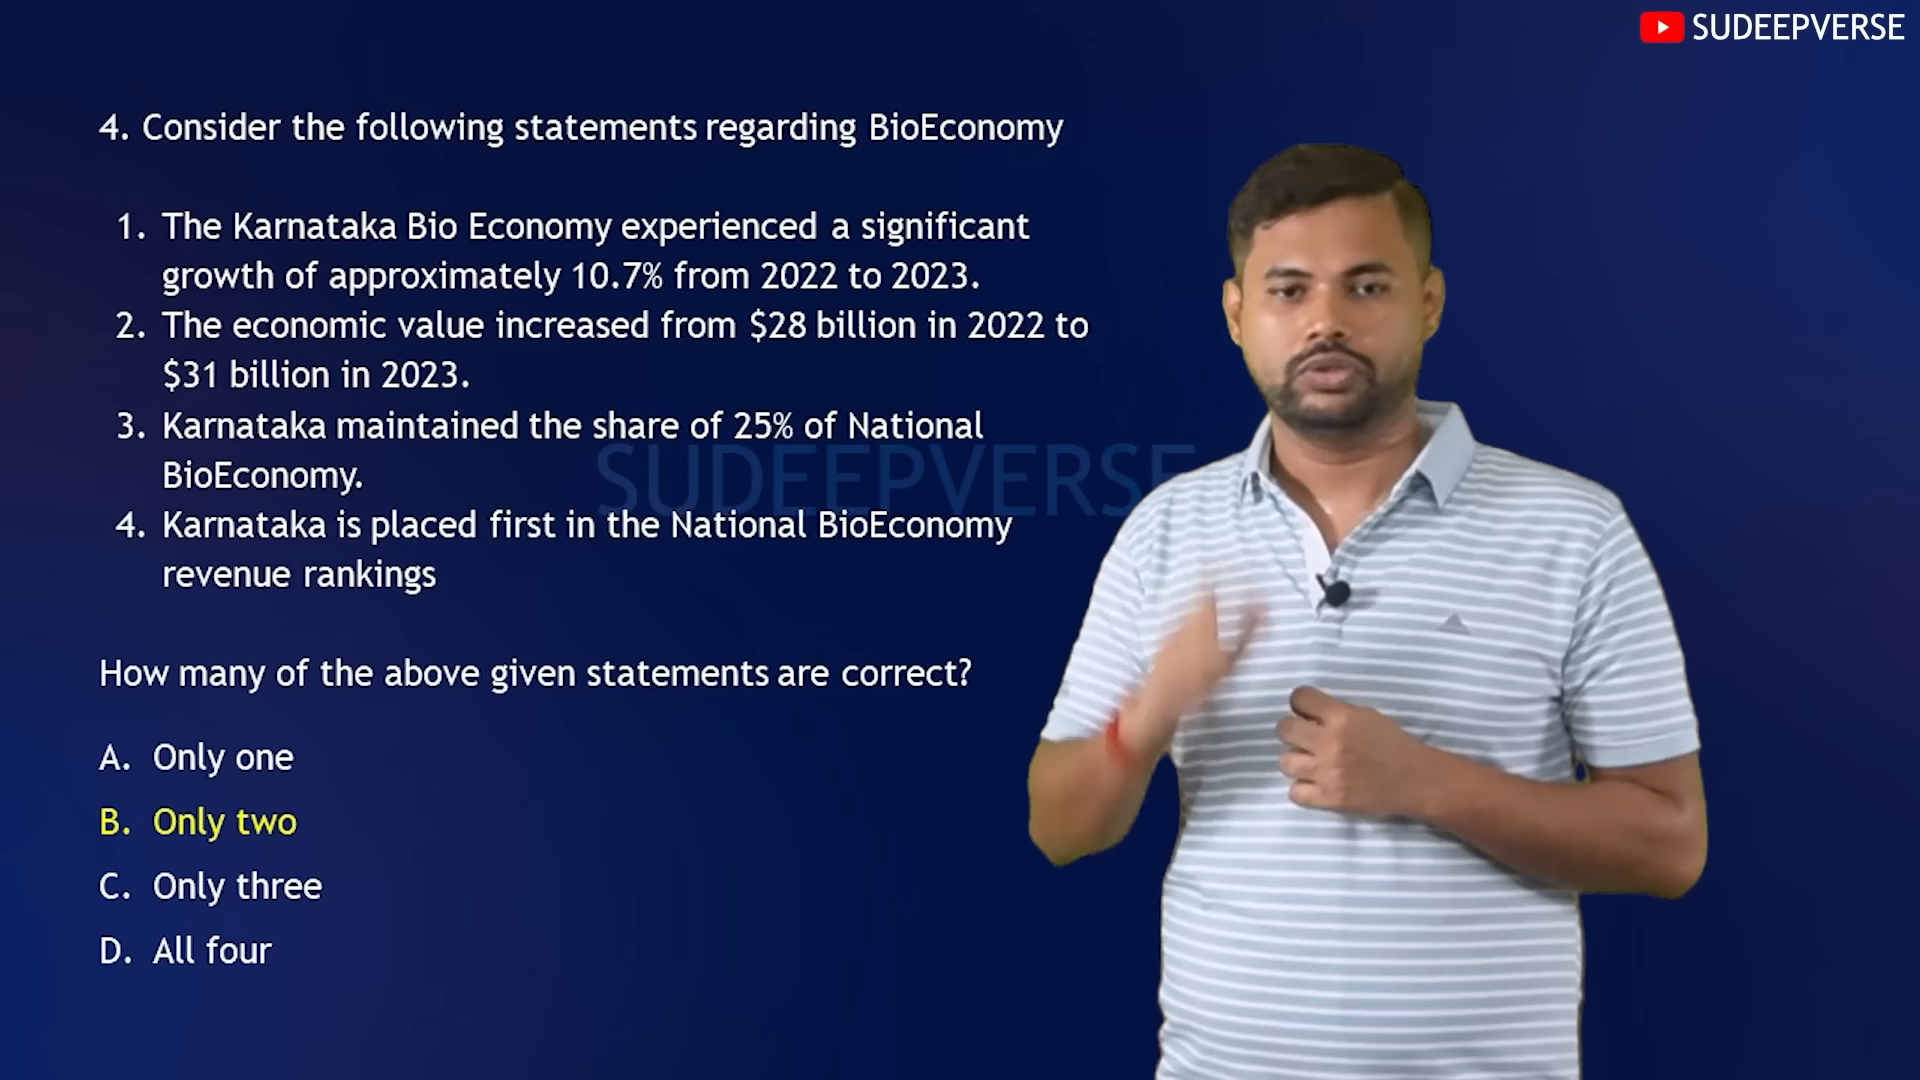 SUDEEPVERSE
4. Consider the following statements regarding BioEconomy
1. The Karnataka Bio Economy experienced a significant
growth of approximately 10.7% from 2022 to 2023.
2. The economic value increased from $28 billion in 2022 to
$31 billion in 2023.
3. Karnataka maintained the share of 25% of National
BioEconomy.
SUDEEPVERSE
4. Karnataka is placed first in the National BioEconomy
revenue rankings
How many of the above given statements are correct?
A. Only one
B. Only two
C. Only three
D. All four